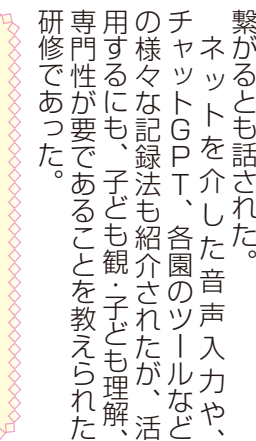 繋がるとも話された。
　ネットを介した音声入力や、
チャットGPT、各園のツールなど
の様々な記録法も紹介されたが、活
用するにも、子ども観・子ども理解、
専門性が要であることを教えられた
研修であった。